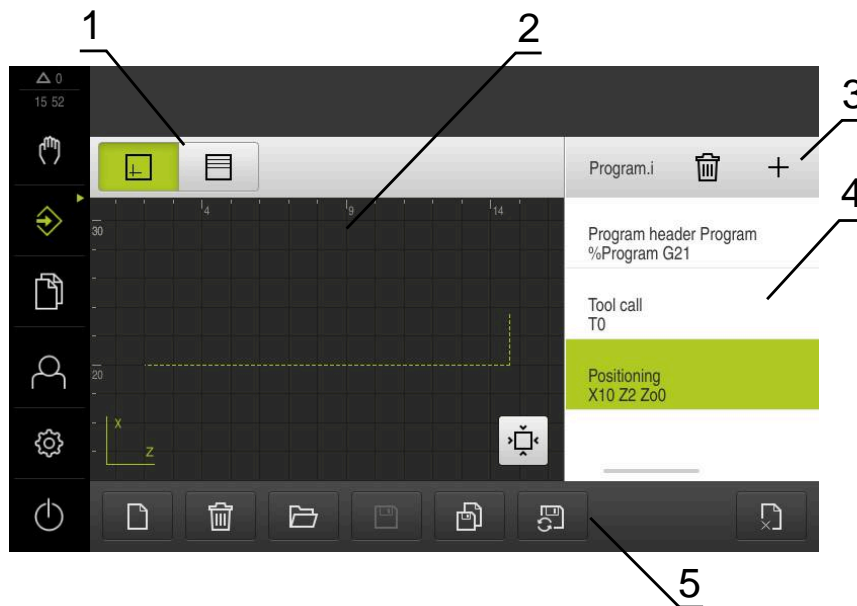 1
2
3
4
5
0
15 52
Program.i
4
9
14
30
20
X
Z
Program header Program
%Program G21
Tool call
T0
Positioning
X10 Z2 Zo0